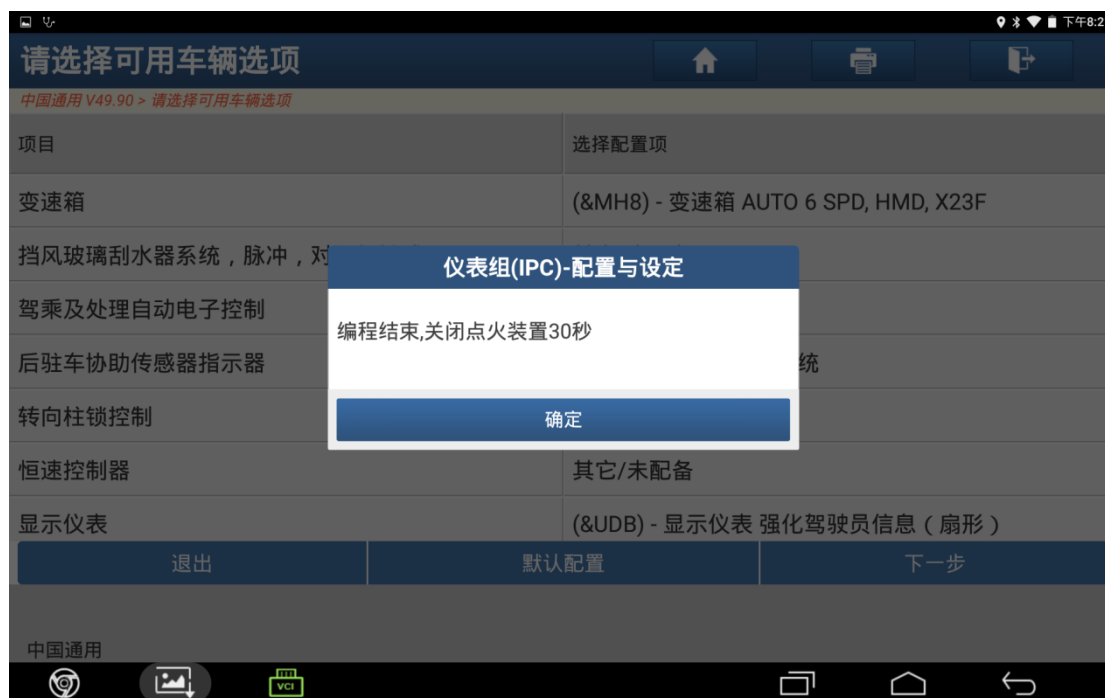 下午8:2
请选择可用车辆选项
中国通用 V49.90 > 请选择可用车辆选项
项目
选择配置项
变速箱
(&MH8) - 变速箱 AUTO 6 SPD, HMD, X23F
挡风玻璃刮水器系统，脉冲，对
仪表组(IPC)-配置与设定
驾乘及处理自动电子控制
编程结束,关闭点火装置30秒
后驻车协助传感器指示器
统
转向柱锁控制
确定
恒速控制器
其它/未配备
显示仪表
(&UDB) - 显示仪表 强化驾驶员信息（扇形）
退出
默认配置
下一步
中国通用
VCI